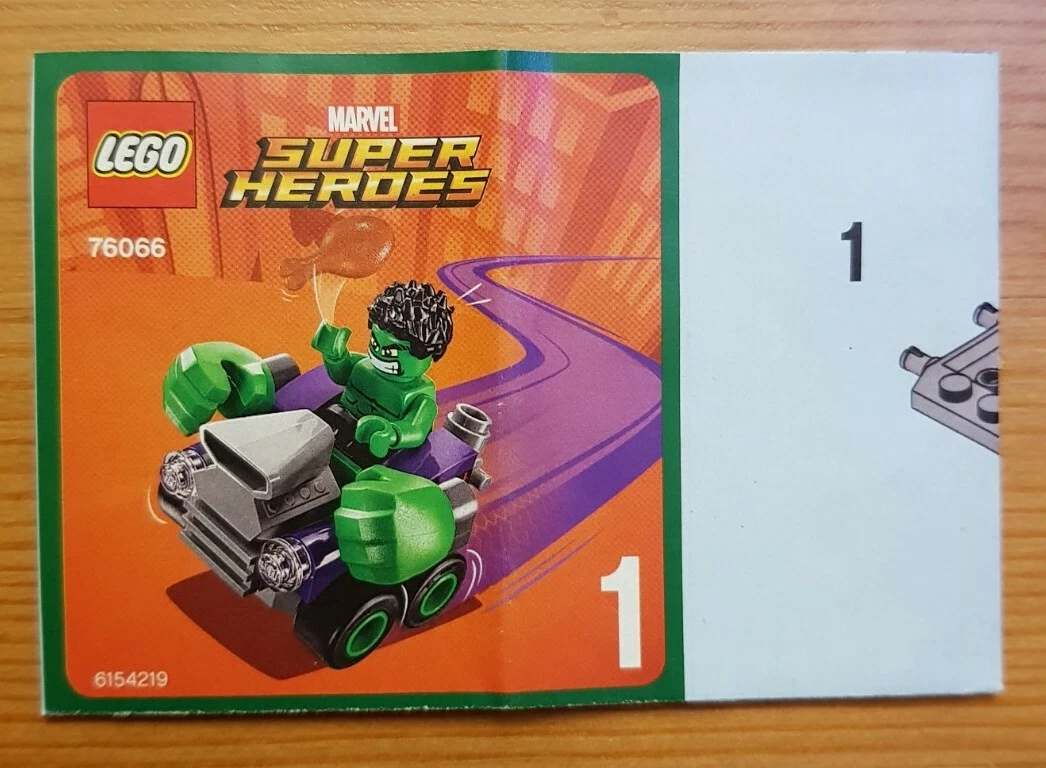 LEGO
MARVEL
SUPER
HEROES
76066
1
1
6154219